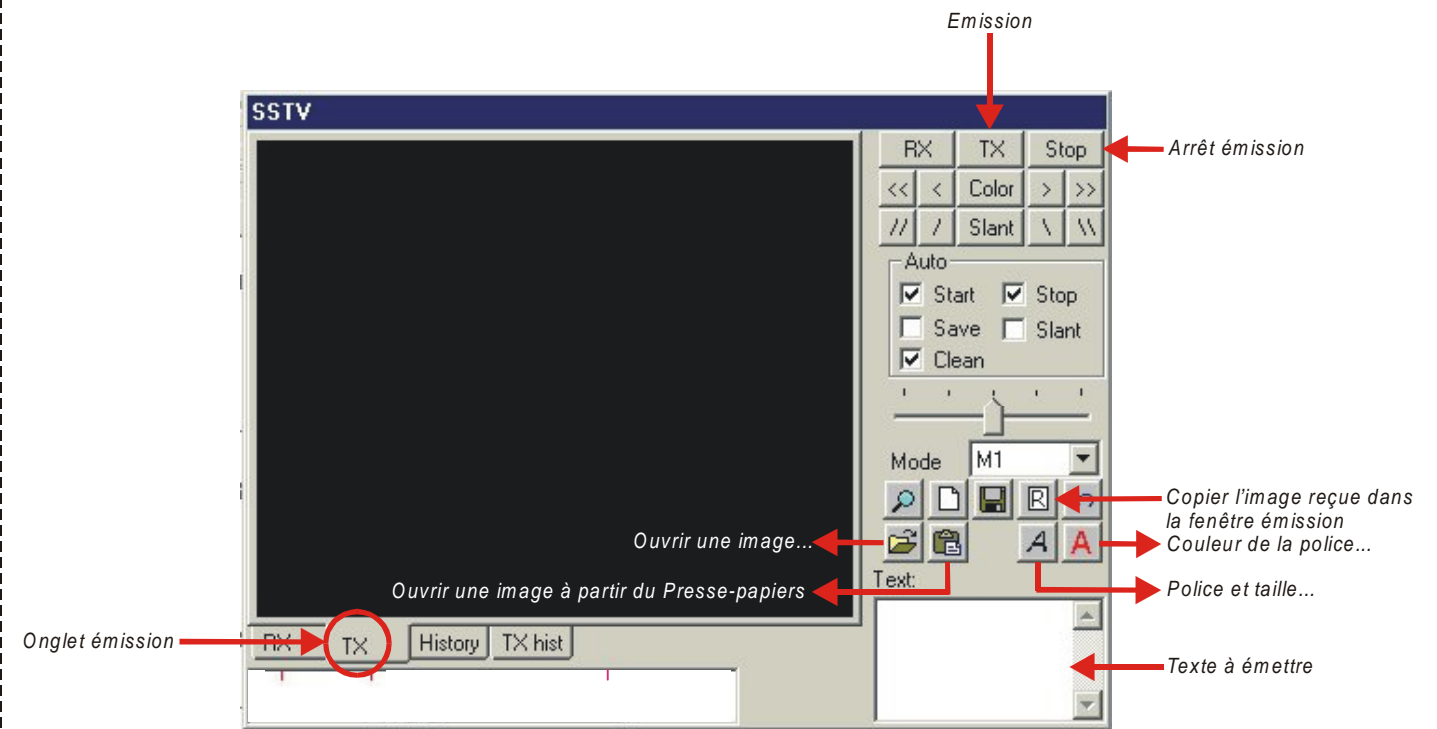 Emission
SSTV
RX TX Stop
Arrêt émission
<< < Color > >>
// / Slant \ \\
Auto
Start Stop
Save Slant
Clean
Mode M1
R
Copier l'image reçue dans
la fenêtre émission
Ouvrir une image...
A A
Couleur de la police...
Ouvrir une image à partir du Presse-papiers
Text:
Police et taille...
Onglet émission
RX TX History TX hist
Texte à émettre